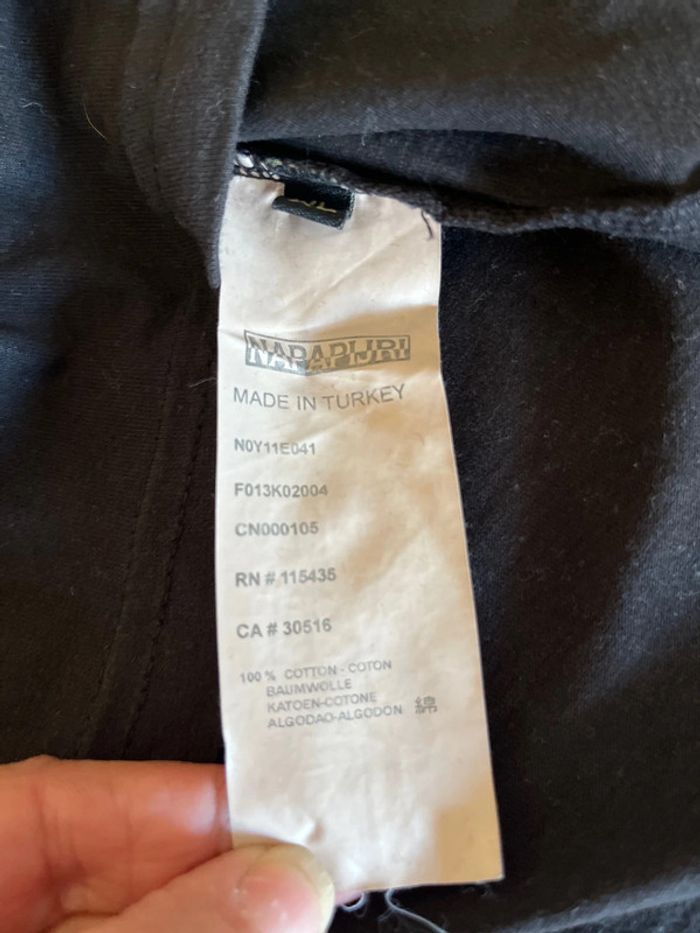 NAPAPIJRI
MADE IN TURKEY
N0Y11E041
F013K02004
CN000105
RN # 115435
CA # 30516
100 % COTTON - COTON
BAUMWOLLE
KATOEN-COTONE
ALGODAO-ALGODON 綿